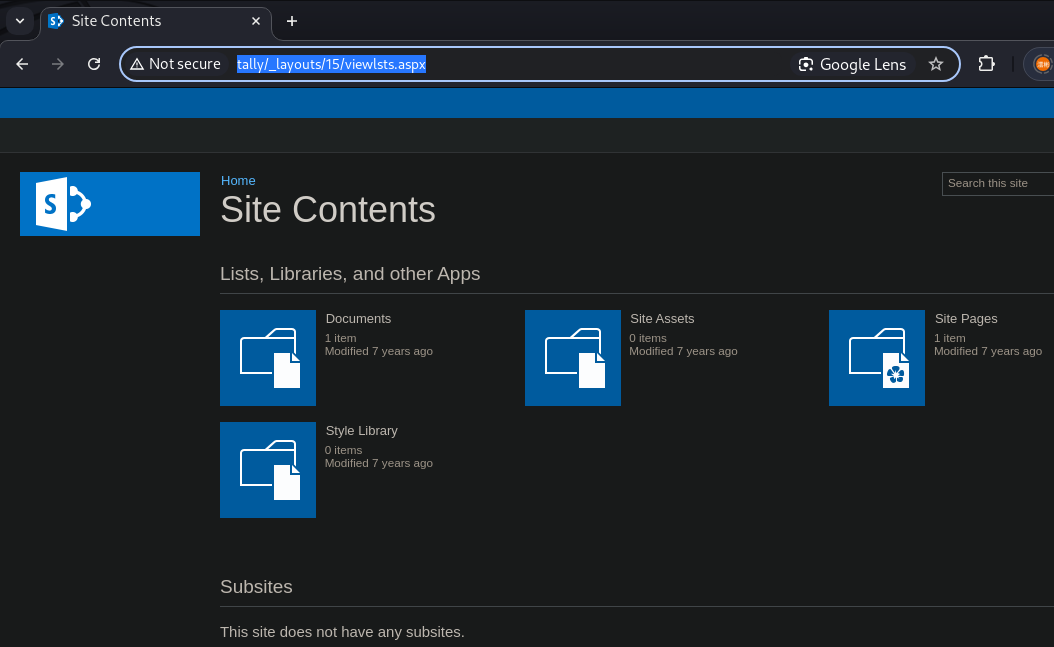 Site Contents
Not secure
tally/_layouts/15/viewlsts.aspx
Google Lens
Home
Site Contents
Search this site
Lists, Libraries, and other Apps
Documents
1 item
Modified 7 years ago
Site Assets
0 items
Modified 7 years ago
Site Pages
1 item
Modified 7 years ago
Style Library
0 items
Modified 7 years ago
Subsites
This site does not have any subsites.